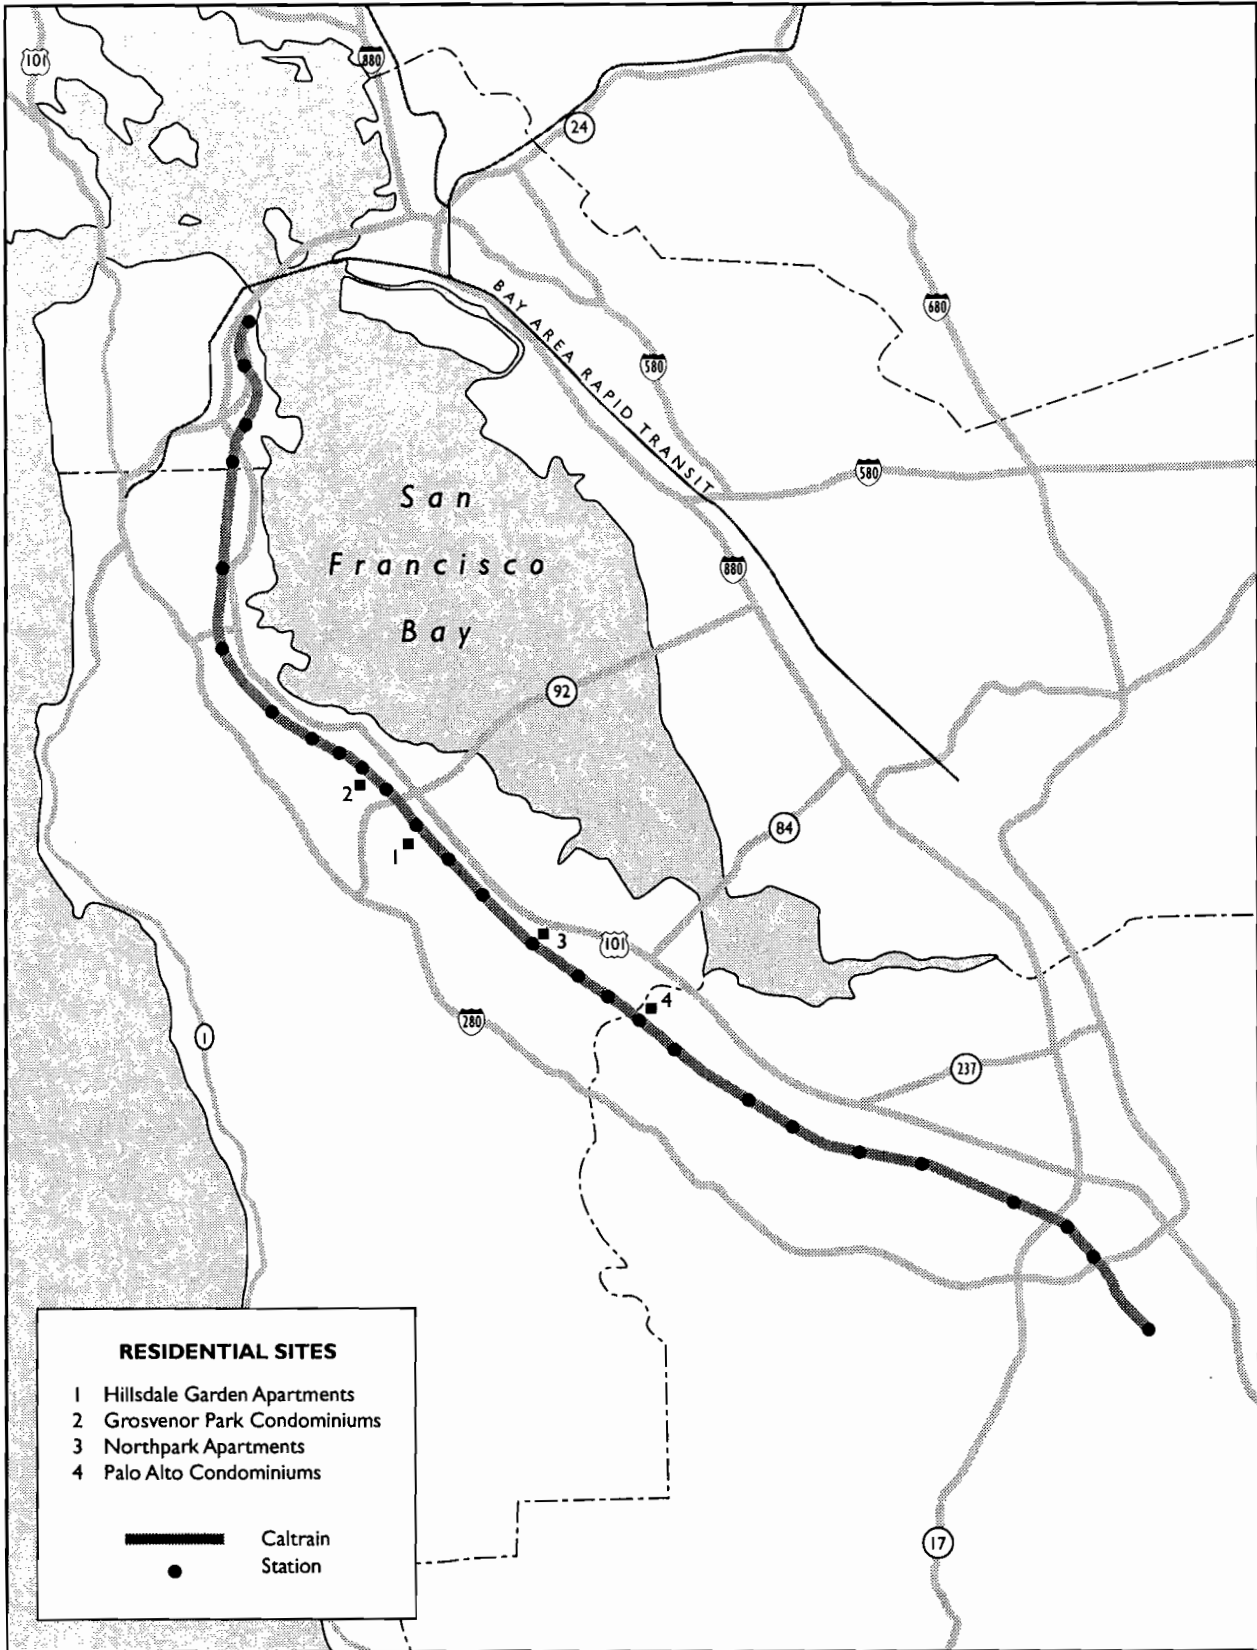 101
880
24
680
BAY AREA RAPID TRANSIT
580
580
San
Francisco
Bay
880
92
84
2
1
3
101
4
280
1
237
RESIDENTIAL SITES
1 Hillsdale Garden Apartments
2 Grosvenor Park Condominiums
3 Northpark Apartments
4 Palo Alto Condominiums
Caltrain
Station
17